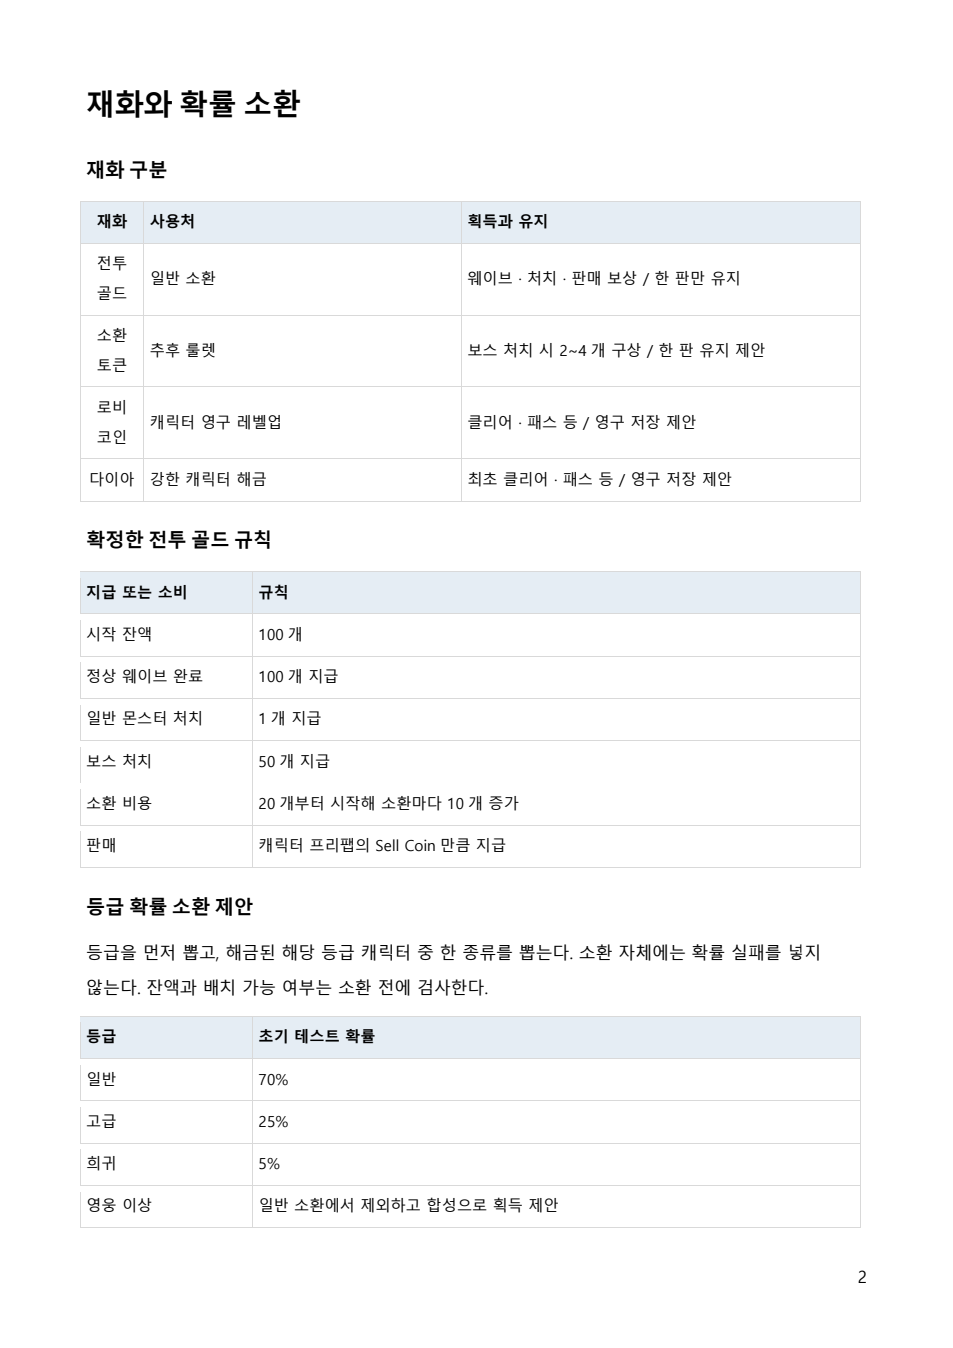 재화와 확률 소환
재화 구분
재화 사용처 획득과 유지
전투
골드
일반 소환 웨이브 · 처치 · 판매 보상 / 한 판만 유지
소환
토큰
추후 룰렛 보스 처치 시 2~4 개 구상 / 한 판 유지 제안
로비
코인
캐릭터 영구 레벨업 클리어 · 패스 등 / 영구 저장 제안
다이아 강한 캐릭터 해금 최초 클리어 · 패스 등 / 영구 저장 제안
확정한 전투 골드 규칙
지급 또는 소비 규칙
시작 잔액 100 개
정상 웨이브 완료 100 개 지급
일반 몬스터 처치 1 개 지급
보스 처치 50 개 지급
소환 비용 20 개부터 시작해 소환마다 10 개 증가
판매 캐릭터 프리팹의 Sell Coin 만큼 지급
등급 확률 소환 제안
등급을 먼저 뽑고, 해금된 해당 등급 캐릭터 중 한 종류를 뽑는다. 소환 자체에는 확률 실패를 넣지
않는다. 잔액과 배치 가능 여부는 소환 전에 검사한다.
등급 초기 테스트 확률
일반 70%
고급 25%
희귀 5%
영웅 이상 일반 소환에서 제외하고 합성으로 획득 제안
2